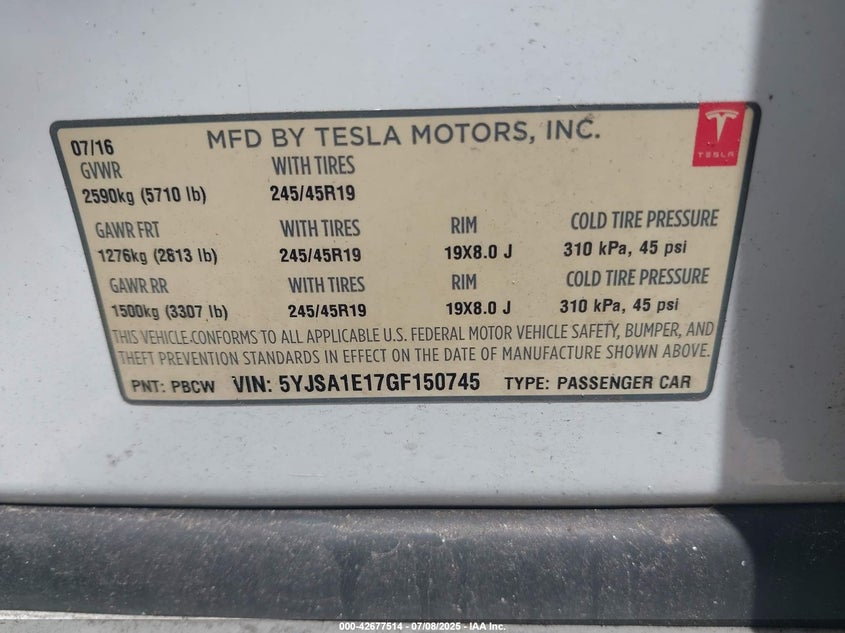 07/16 MFD BY TESLA MOTORS, INC.
TESLA
GVWR WITH TIRES
2590kg (5710 lb) 245/45R19
GAWR FRT WITH TIRES RIM COLD TIRE PRESSURE
1276kg (2813 lb) 245/45R19 19X8.0 J 310 kPa, 45 psi
GAWR RR WITH TIRES RIM COLD TIRE PRESSURE
1500kg (3307 lb) 245/45R19 19X8.0 J 310 kPa, 45 psi
THIS VEHICLE CONFORMS TO ALL APPLICABLE U.S. FEDERAL MOTOR VEHICLE SAFETY, BUMPER, AND
THEFT PREVENTION STANDARDS IN EFFECT ON THE DATE OF MANUFACTURE SHOWN ABOVE.
PNT: PBCW VIN: 5YJSA1E17GF150745 TYPE: PASSENGER CAR
000-42677514 - 07/08/2025 - IAA Inc.